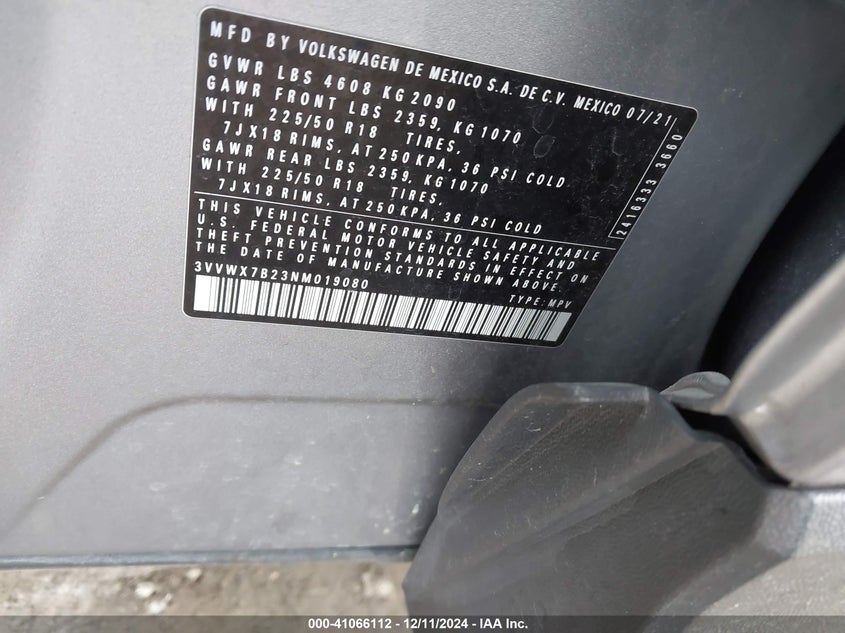 MFD BY VOLKSWAGEN DE MEXICO S.A. DE C.V. MEXICO 07/21
GVWR LBS 4608 KG 2090
GAWR FRONT LBS 2359, KG 1070
WITH 225/50 R18 TIRES,
7JX18 RIMS, AT 250 KPA, 36 PSI COLD
GAWR REAR LBS 2359, KG 1070
WITH 225/50 R18 TIRES,
7JX18 RIMS, AT 250 KPA, 36 PSI COLD
THIS VEHICLE CONFORMS TO ALL APPLICABLE
U.S. FEDERAL MOTOR VEHICLE SAFETY AND
THEFT PREVENTION STANDARDS IN EFFECT ON
THE DATE OF MANUFACTURE SHOWN ABOVE.
3VVWX7B23NM019080
TYPE: MPV
2416333 3660
000-41066112 - 12/11/2024 - IAA Inc.